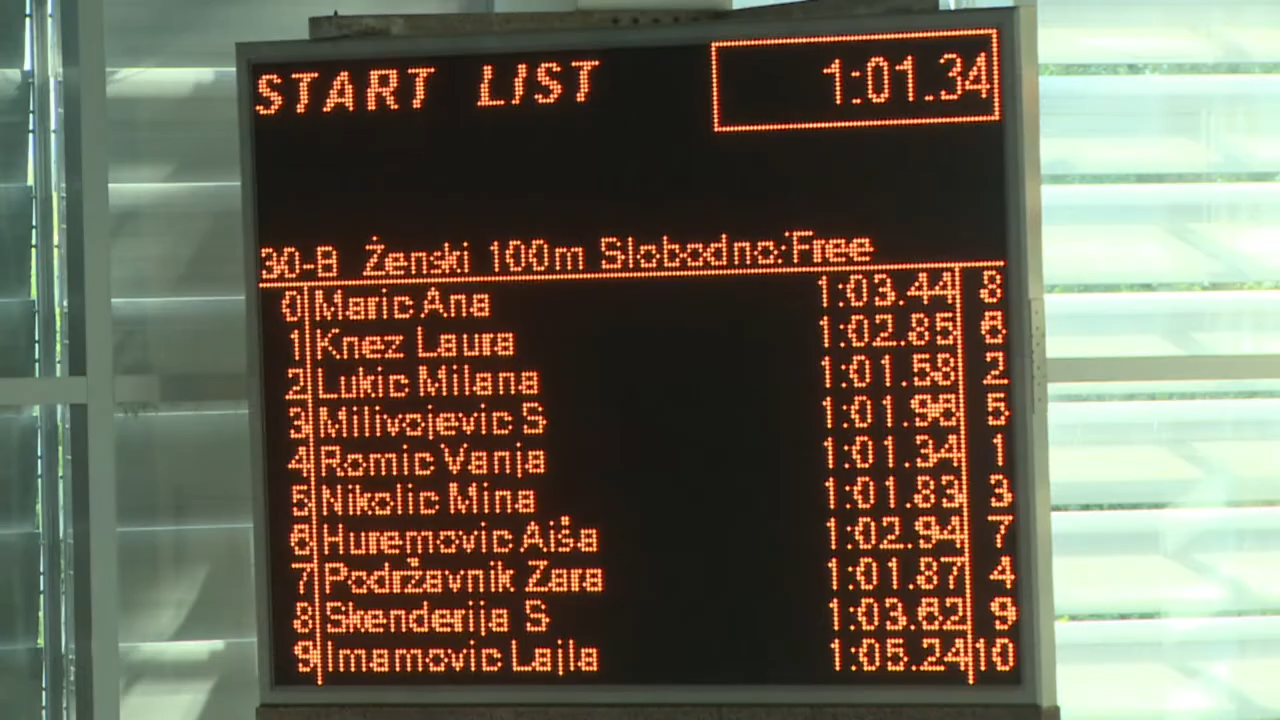 START LIST 1:01.34
30-B Ženski 100m Slobodno:Free
0 Maric Ana 1:03.44 8
1 Knez Laura 1:02.85 6
2 Lukic Milana 1:01.58 2
3 Milivojevic S 1:01.96 5
4 Romic Vanja 1:01.34 1
5 Nikolic Mina 1:01.83 3
6 Huremovic Aiša 1:02.94 7
7 Podržavnik Zara 1:01.87 4
8 Skenderija S 1:03.62 9
9 Imamovic Lajla 1:05.24 10